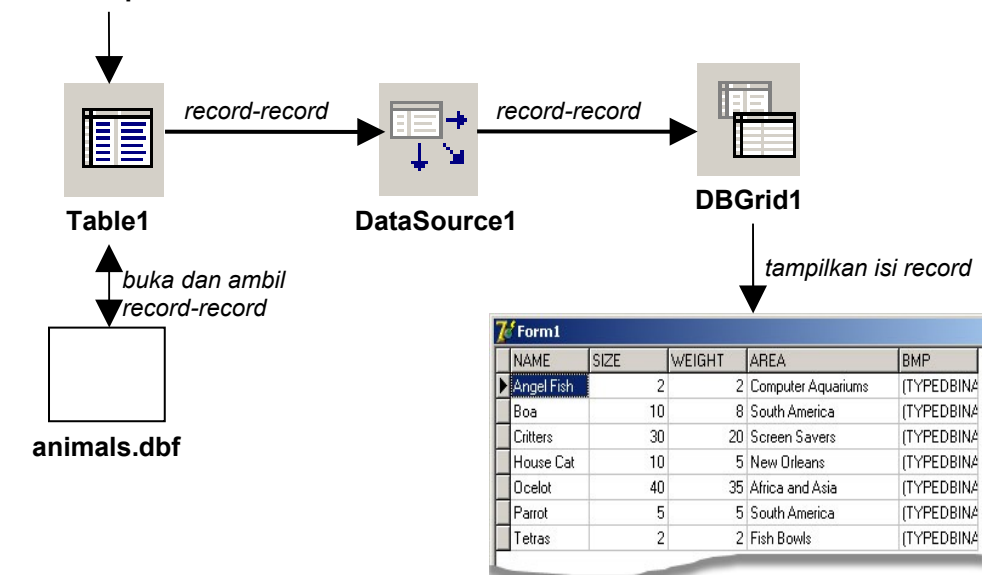 record-record
record-record
Table1
DataSource1
DBGrid1
buka dan ambil
record-record
tampilkan isi record
animals.dbf
Form1
NAME SIZE WEIGHT AREA BMP
Angel Fish 2 2 Computer Aquariums (TYPEDBINA
Boa 10 8 South America (TYPEDBINA
Critters 30 20 Screen Savers (TYPEDBINA
House Cat 10 5 New Orleans (TYPEDBINA
Ocelot 40 35 Africa and Asia (TYPEDBINA
Parrot 5 5 South America (TYPEDBINA
Tetras 2 2 Fish Bowls (TYPEDBINA